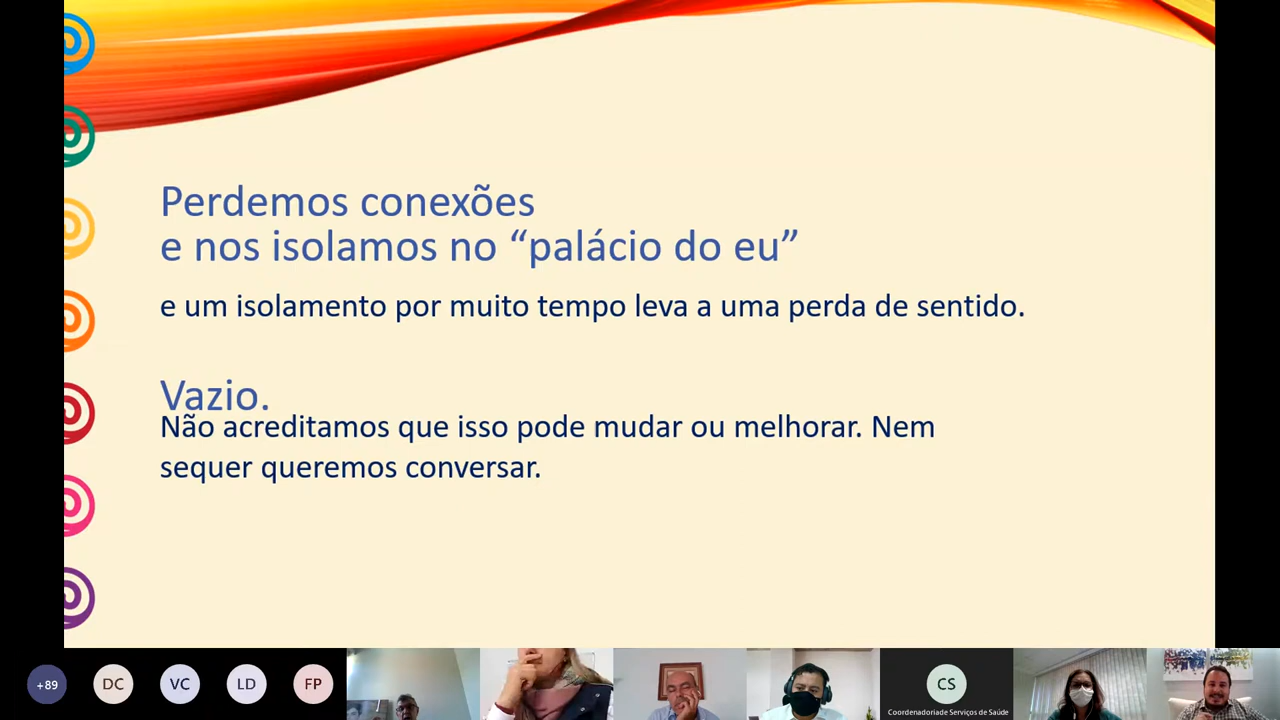 Perdemos conexões
e nos isolamos no “palácio do eu”
e um isolamento por muito tempo leva a uma perda de sentido.
Vazio.
Não acreditamos que isso pode mudar ou melhorar. Nem
sequer queremos conversar.
+89
DC
VC
LD
FP
CS
Coordenadoriade Serviços de Saúde